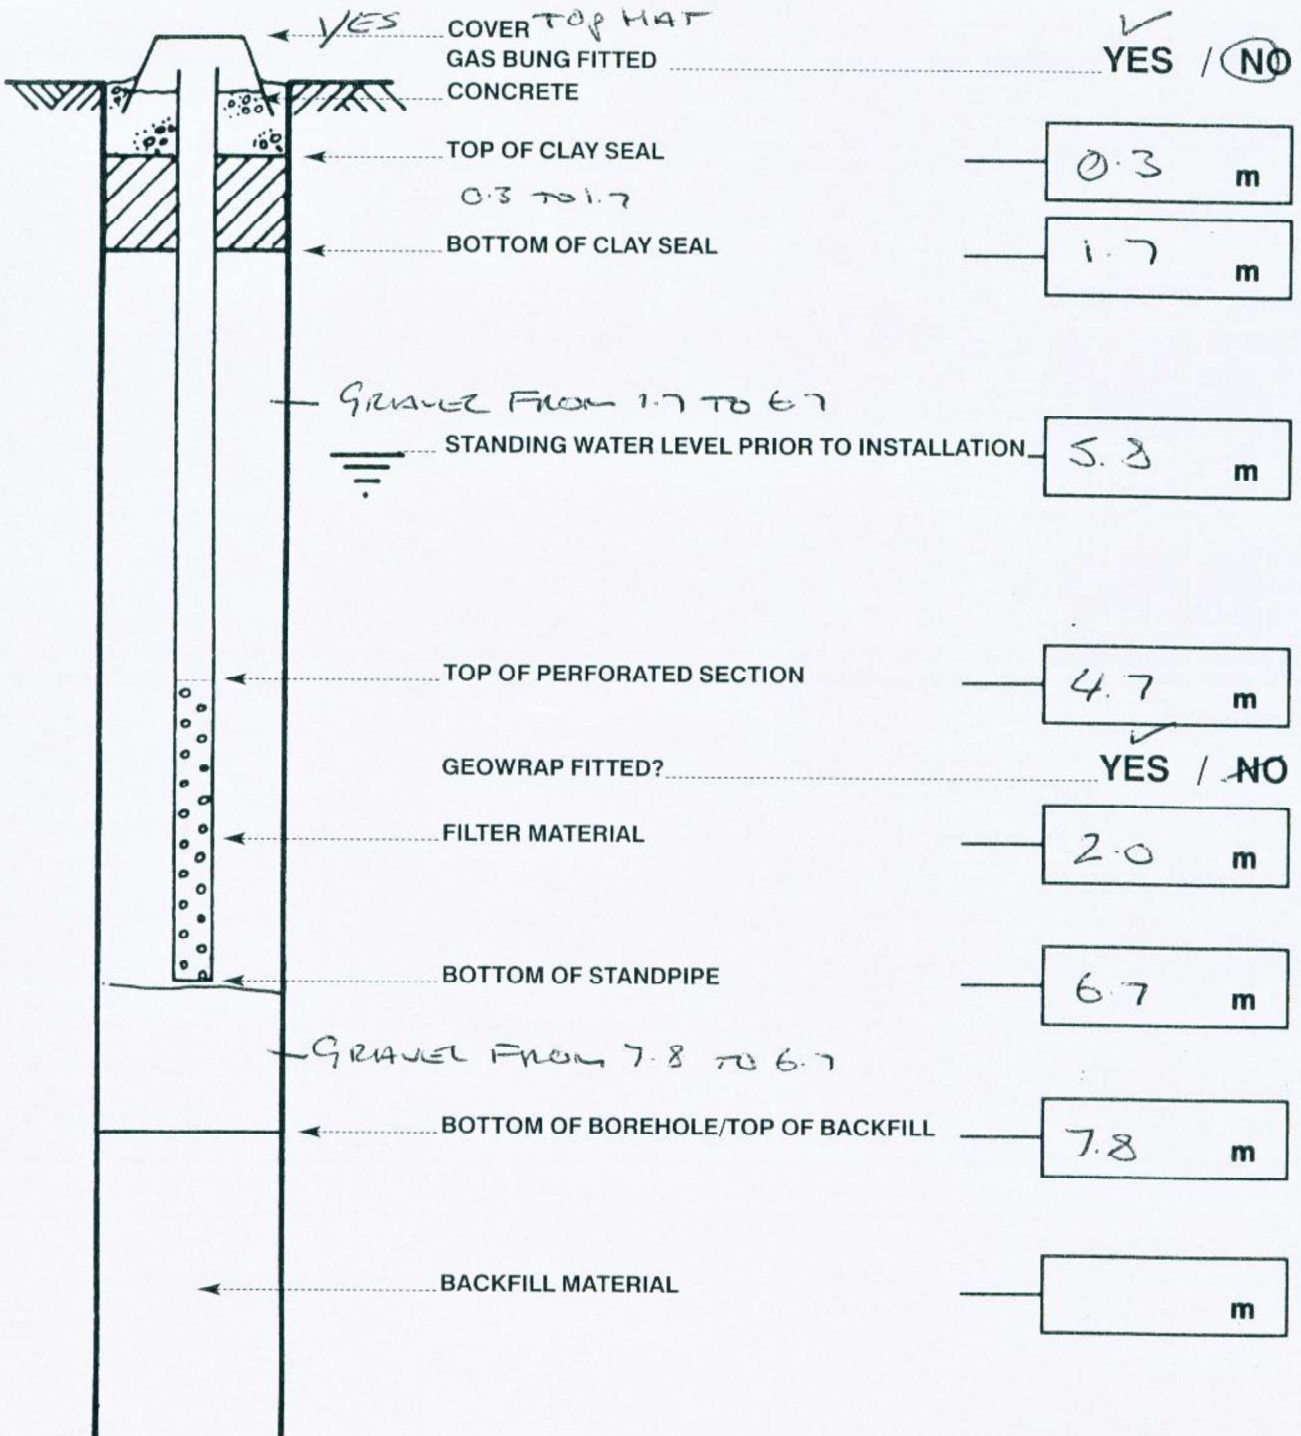 YES COVER TOP HAT
GAS BUNG FITTED YES / NO
CONCRETE
TOP OF CLAY SEAL 0.3 m
0.3 TO 1.7
BOTTOM OF CLAY SEAL 1.7 m
GRAVEL FROM 1.7 TO 6.7
STANDING WATER LEVEL PRIOR TO INSTALLATION 5.8 m
TOP OF PERFORATED SECTION 4.7 m
GEOWRAP FITTED? YES / NO
FILTER MATERIAL 2.0 m
BOTTOM OF STANDPIPE 6.7 m
GRAVEL FROM 7.8 TO 6.7
BOTTOM OF BOREHOLE/TOP OF BACKFILL 7.8 m
BACKFILL MATERIAL m